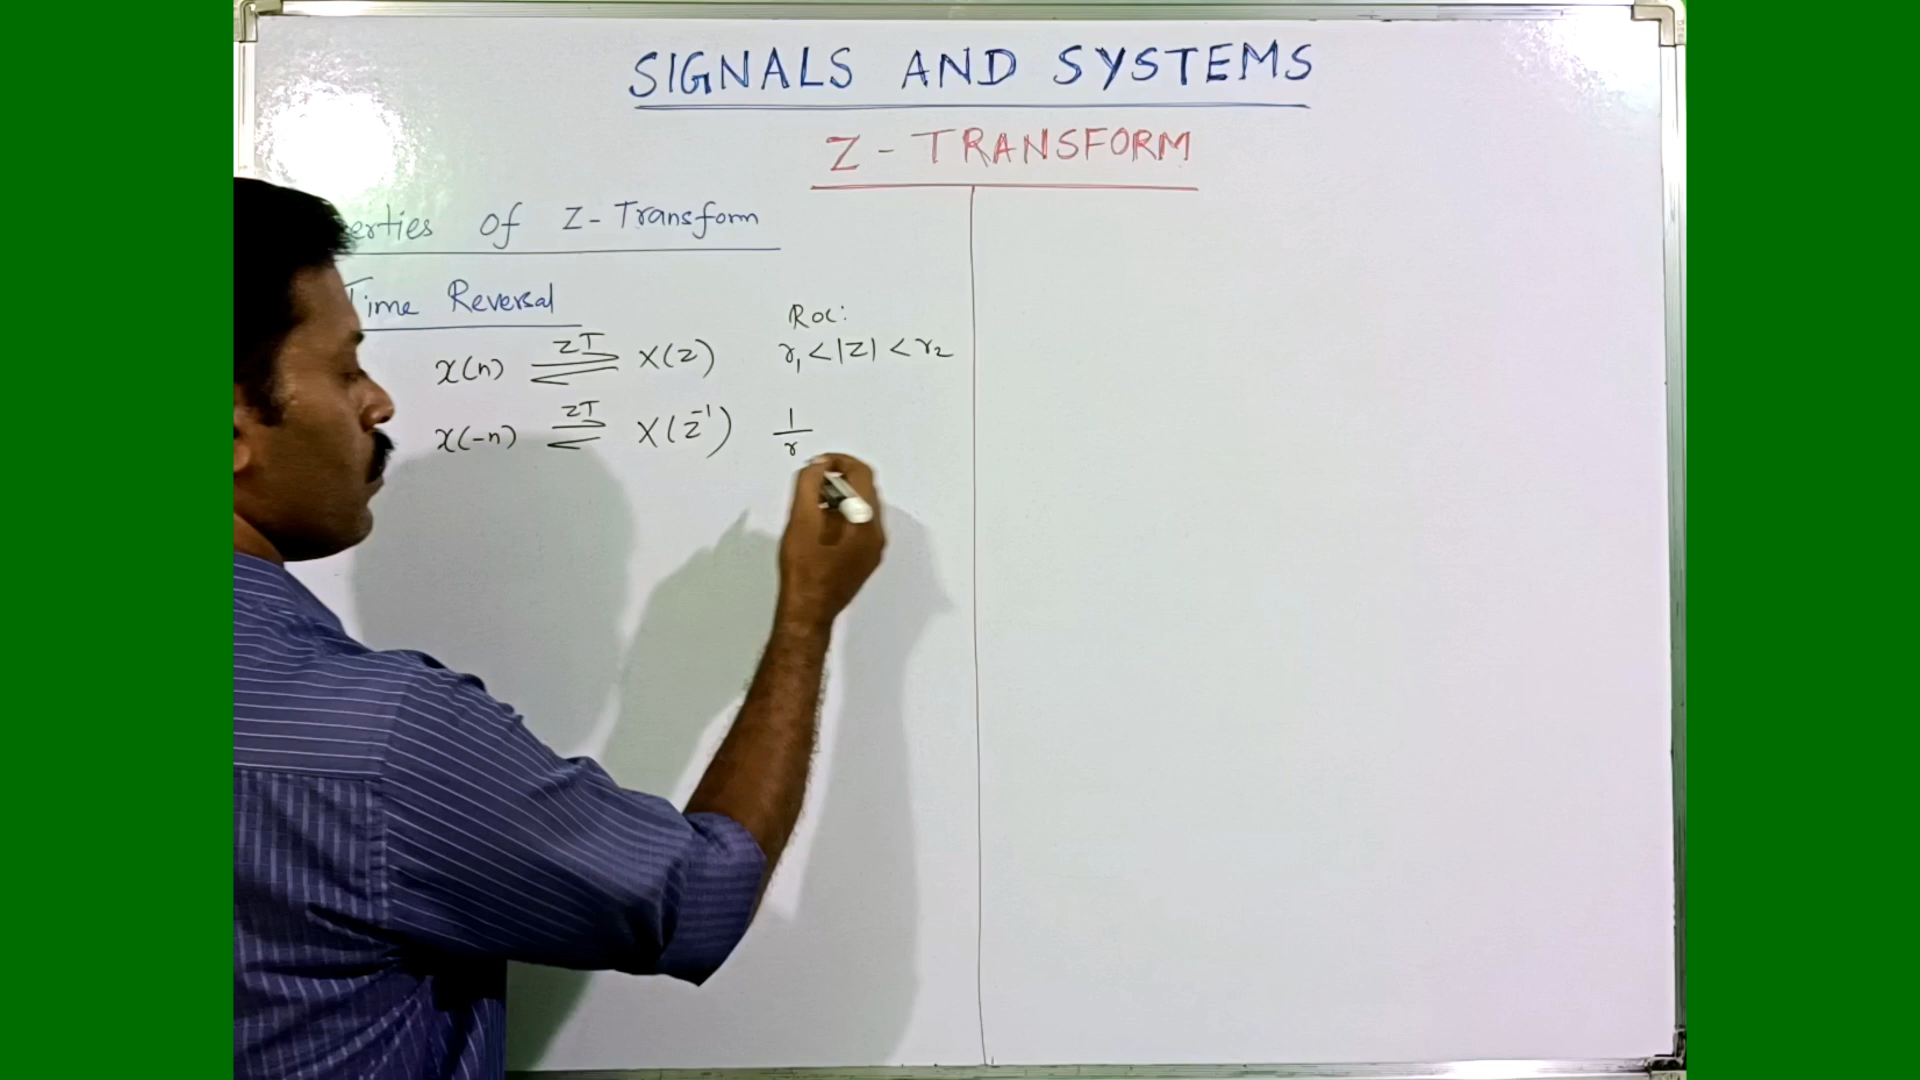 SIGNALS AND SYSTEMS
Z - TRANSFORM
erties of Z-Transform
Time Reversal
Roc:
x(n) ZT⇌ X(z) r₁ < |z| < r₂
x(-n) ZT⇌ X(z⁻¹) 1/r